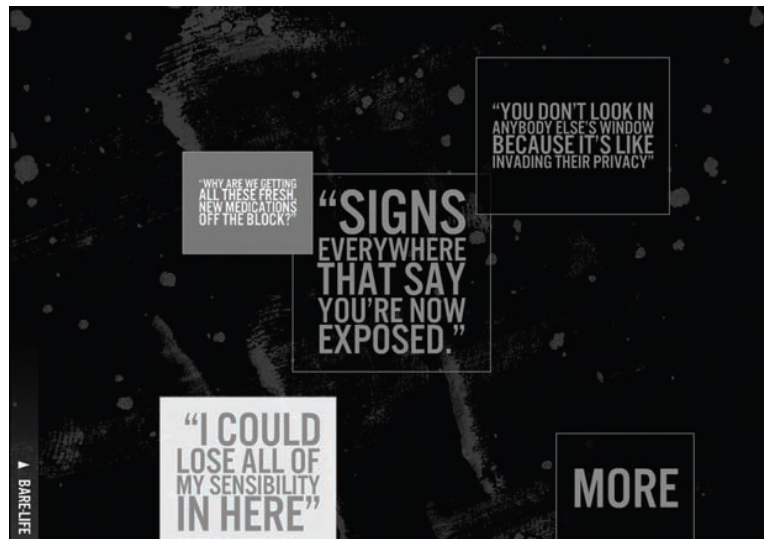 “YOU DON’T LOOK IN
ANYBODY ELSE’S WINDOW
BECAUSE IT’S LIKE
INVADING THEIR PRIVACY”
“WHY ARE WE GETTING
ALL THESE FRESH,
NEW MEDICATIONS
OFF THE BLOCK?”
“SIGNS
EVERYWHERE
THAT SAY
YOU’RE NOW
EXPOSED.”
“I COULD
LOSE ALL OF
MY SENSIBILITY
IN HERE”
MORE
▲ BARE-LIFE